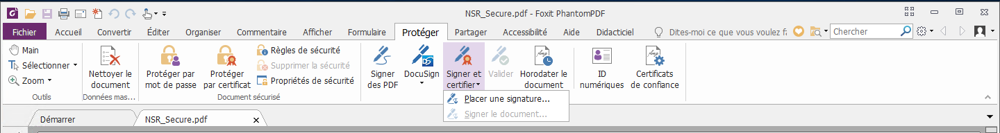 NSR_Secure.pdf - Foxit PhantomPDF
Fichier Accueil Convertir Éditer Organiser Commentaire Afficher Formulaire Protéger Partager Accessibilité Aide Didacticiel Dites-moi ce que vous voulez fa Chercher
Main
Sélectionner
Zoom
Outils
Nettoyer le
document
Données mas...
Protéger par
mot de passe
Protéger
par certificat
Règles de sécurité
Supprimer la sécurité
Propriétés de sécurité
Document sécurisé
Signer
des PDF
DocuSign
Signer et
certifier
Valider
Horodater le
document
ID
numériques
Certificats
de confiance
Placer une signature...
Signer le document...
Démarrer
NSR_Secure.pdf